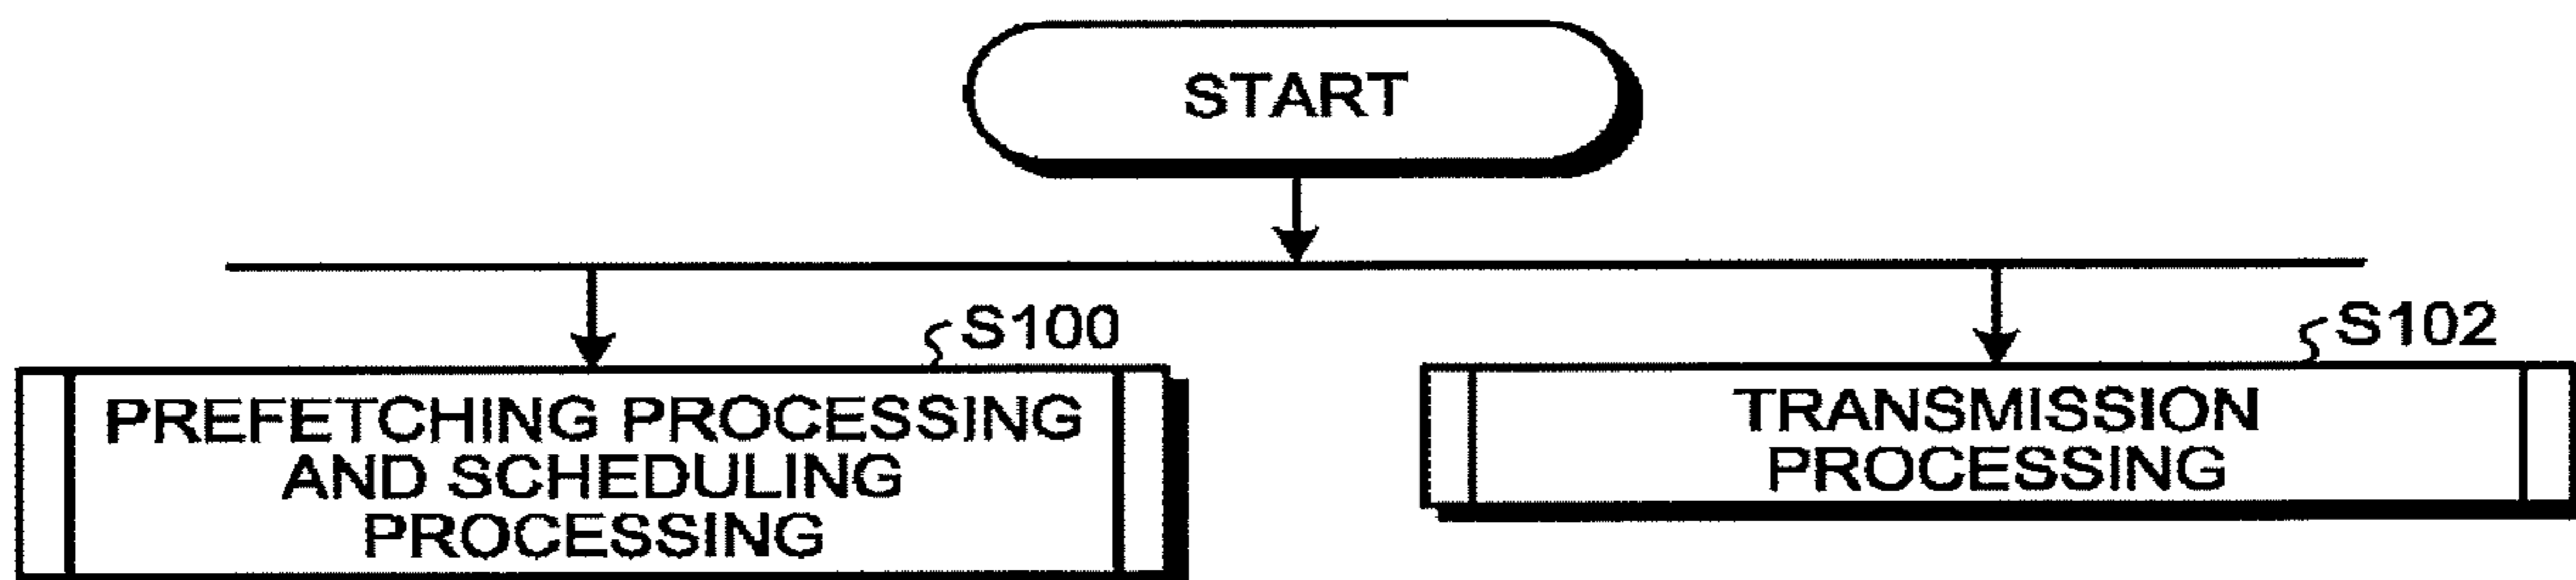 START
S100
S102
PREFETCHING PROCESSING
AND SCHEDULING
PROCESSING
TRANSMISSION
PROCESSING